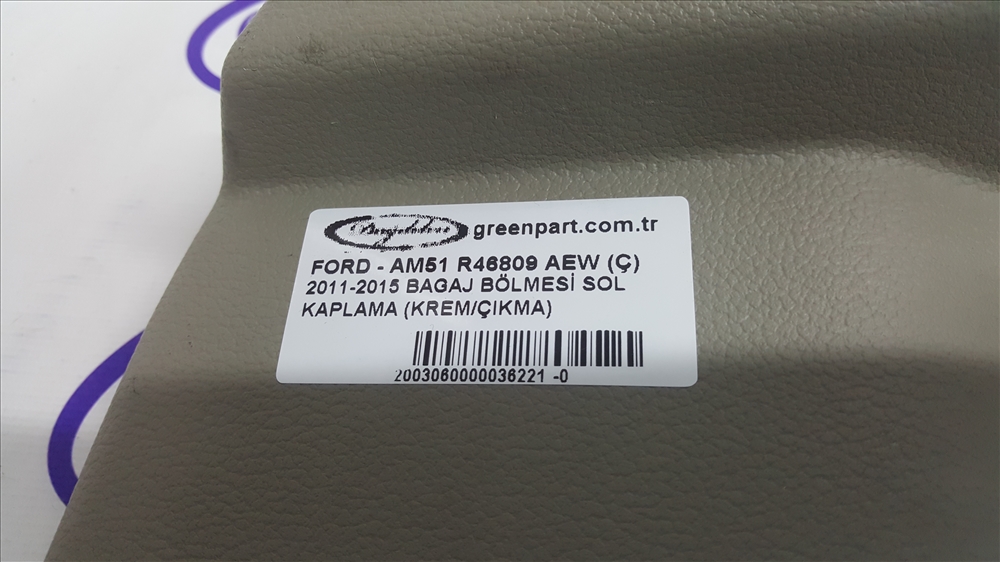 greenpart.com.tr
FORD - AM51 R46809 AEW (Ç)
2011-2015 BAGAJ BÖLMESİ SOL
KAPLAMA (KREM/ÇIKMA)
2003060000036221 -0